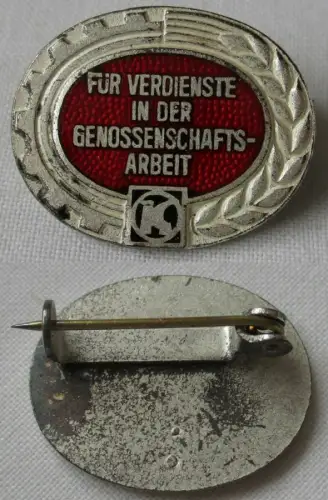 FÜR VERDIENSTE
IN DER
GENOSSENSCHAFTS-
ARBEIT
K